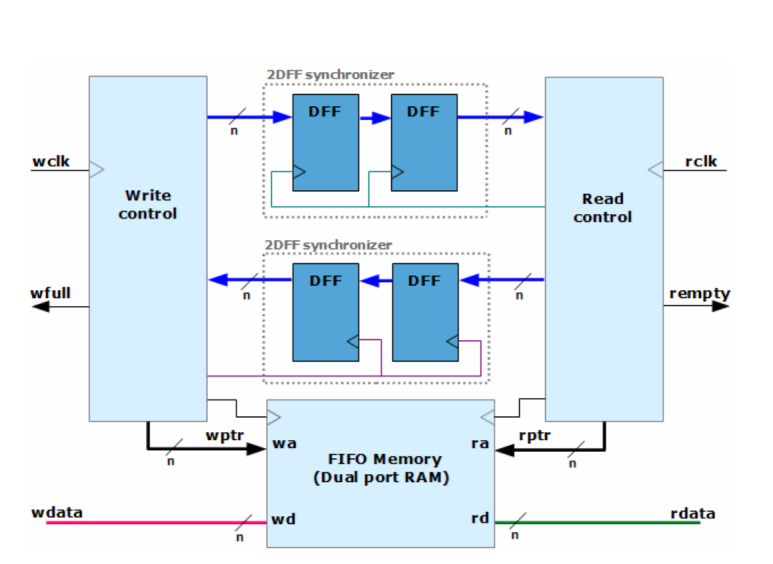 2DFF synchronizer
DFF
DFF
n
n
wclk
rclk
Write
control
Read
control
2DFF synchronizer
DFF
DFF
n
n
wfull
rempty
wptr
n
wa
ra
rptr
n
FIFO Memory
(Dual port RAM)
wdata
n
wd
rd
n
rdata